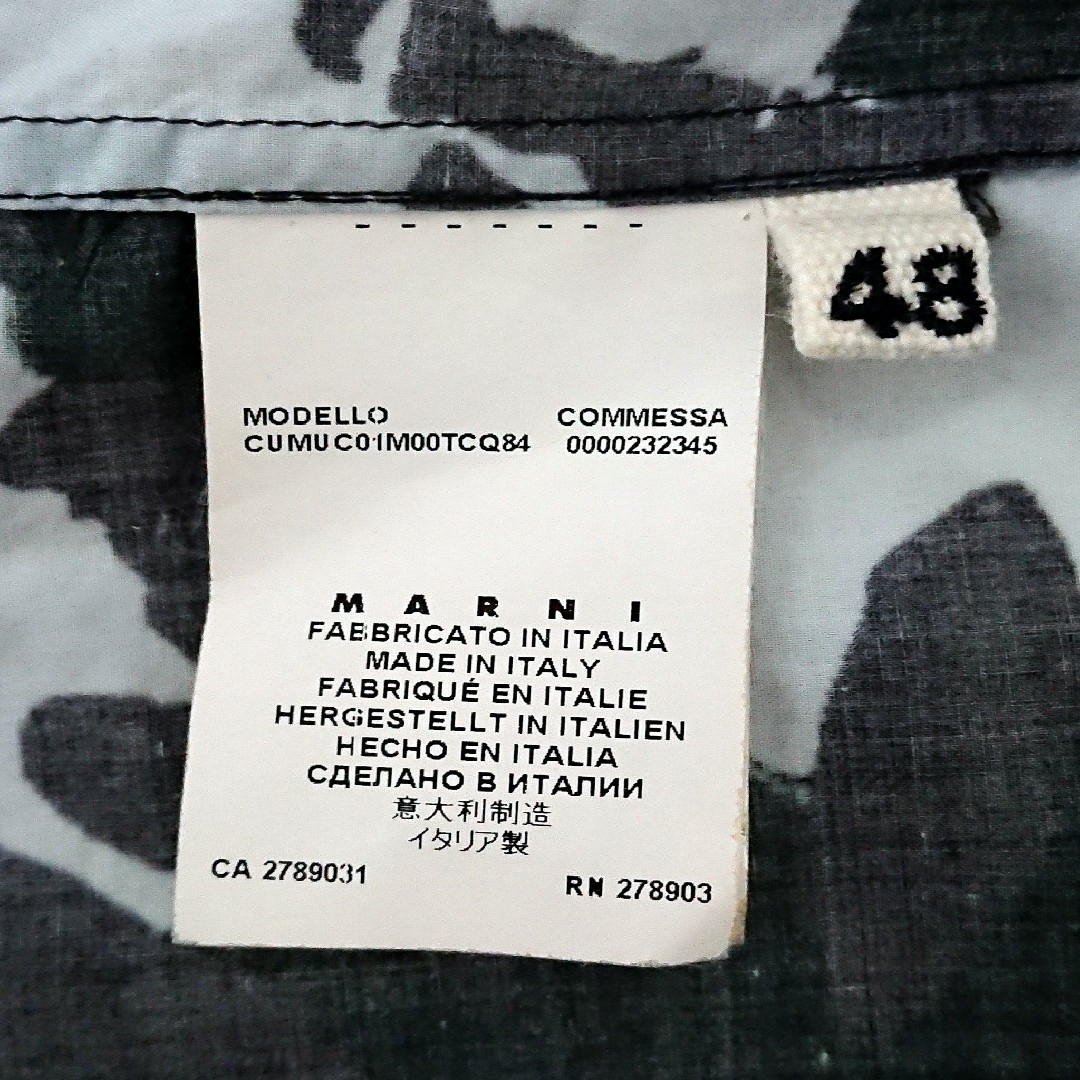 48
MODELLO COMMESSA
CUMUC01M00TCQ84 0000232345
MARNI
FABBRICATO IN ITALIA
MADE IN ITALY
FABRIQUÉ EN ITALIE
HERGESTELLT IN ITALIEN
HECHO EN ITALIA
СДЕЛАНО В ИТАЛИИ
意大利制造
イタリア製
CA 2789031 RN 278903